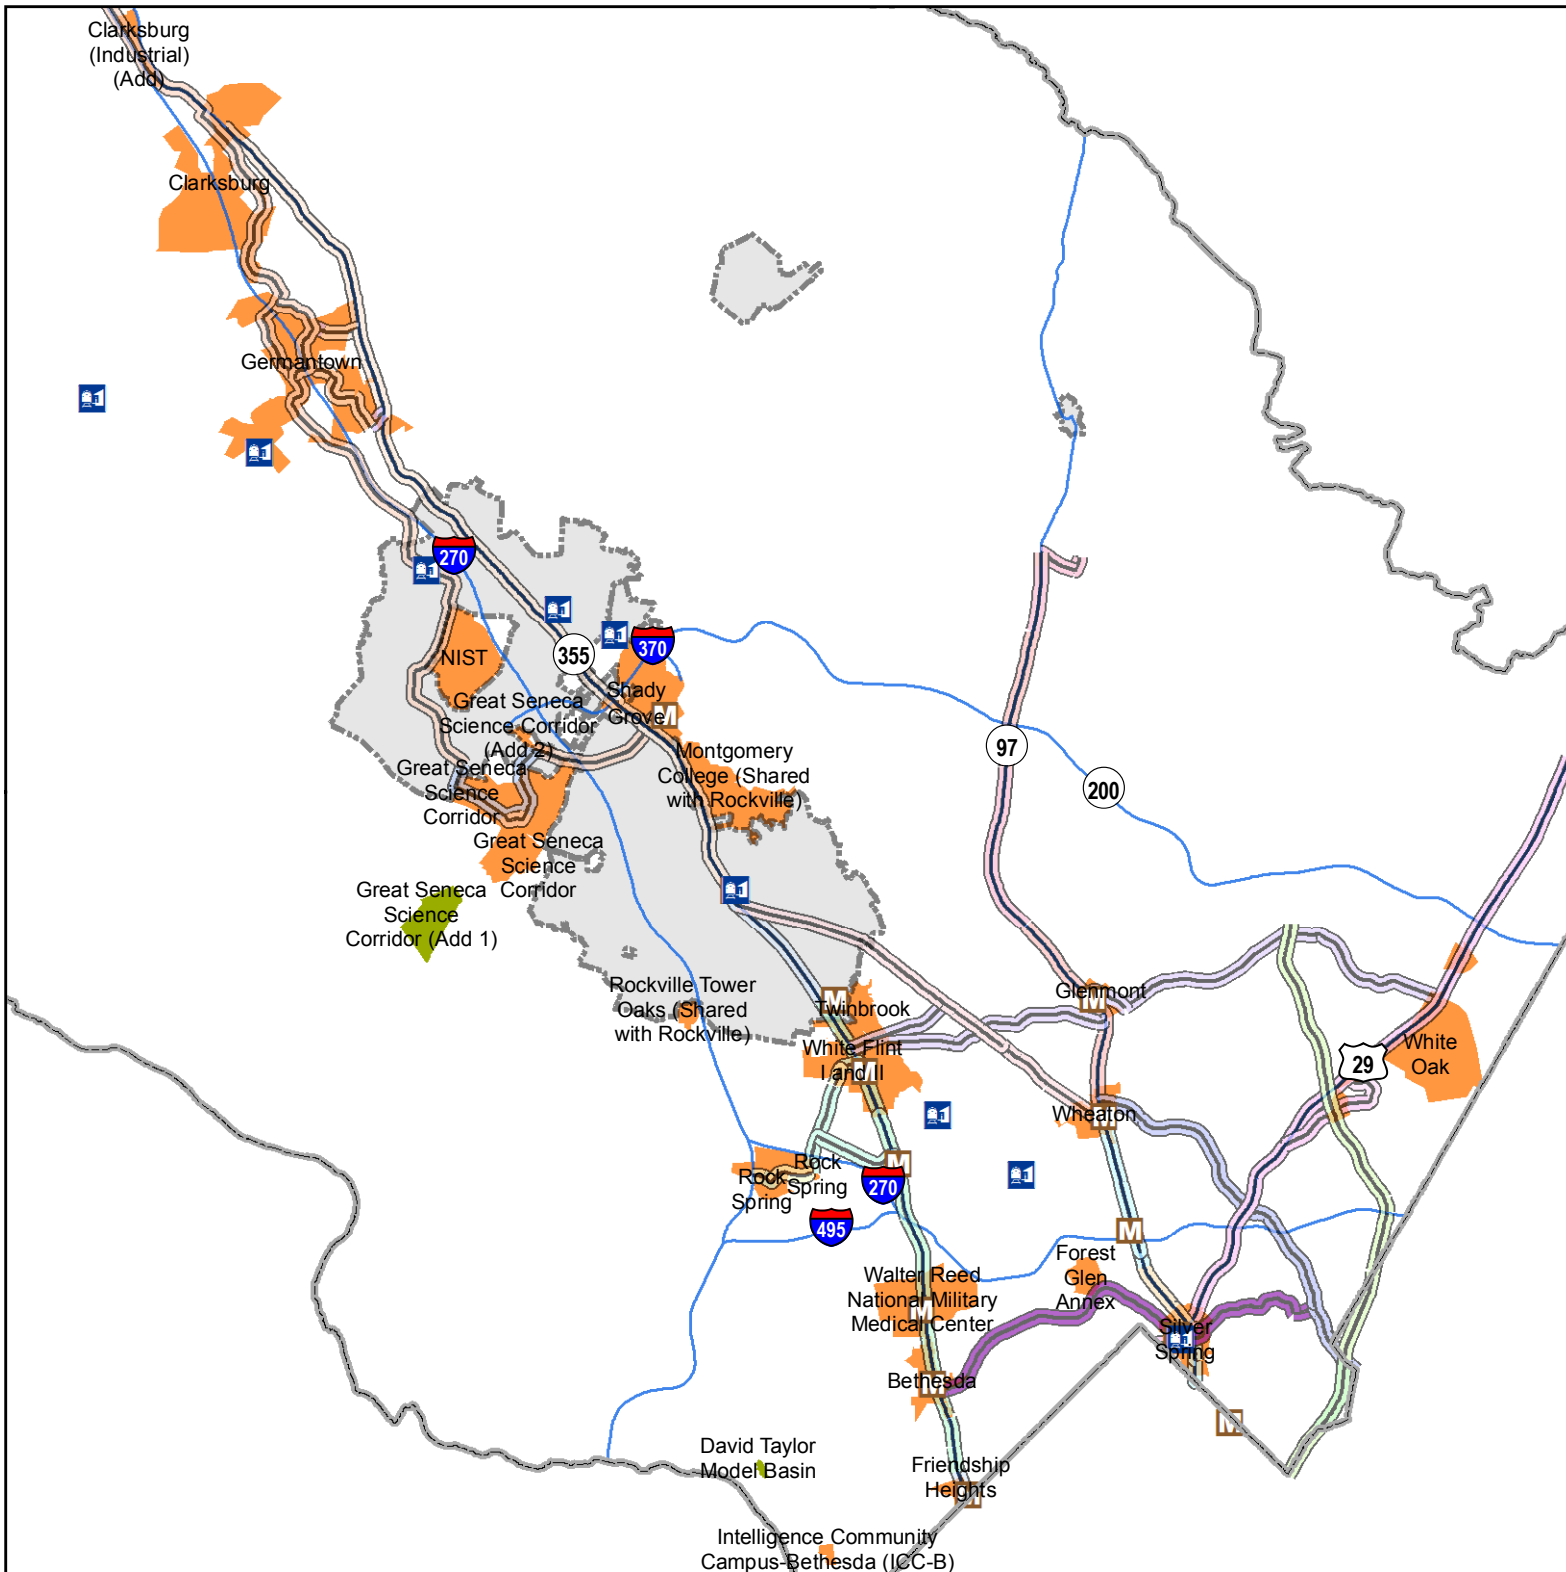 Clarksburg
(Industrial)
(Add)
Clarksburg
Germantown
270
NIST
355
370
Shady
Grove
M
Great Seneca
Science Corridor
(Add 2)
Great Seneca
Science
Corridor
Montgomery
College (Shared
with Rockville)
97
200
Great Seneca
Science
Corridor
Great Seneca
Science
Corridor (Add 1)
Rockville Tower
Oaks (Shared
with Rockville)
M
Twinbrook
Glenmont
M
White Flint
I and II
M
White
Oak
29
Wheaton
M
Rock
Spring
Rock
Spring
M
270
495
M
Forest
Glen
Annex
Walter Reed
National Military
Medical Center
M
Silver
Spring
Bethesda
M
M
David Taylor
Model Basin
Friendship
Heights
M
Intelligence Community
Campus-Bethesda (ICC-B)